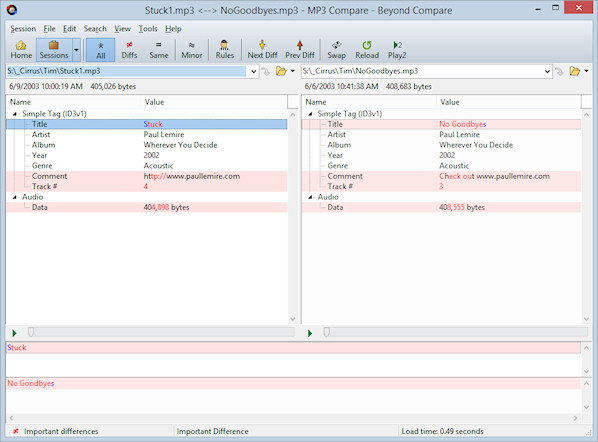 Stuck1.mp3 <--> NoGoodbyes.mp3 - MP3 Compare - Beyond Compare
Session File Edit Search View Tools Help
Home Sessions All Diffs Same Minor Rules Next Diff Prev Diff Swap Reload Play2
S:\_Cirrus\Tim\Stuck1.mp3 S:\_Cirrus\Tim\NoGoodbyes.mp3
6/9/2003 10:00:19 AM 405,026 bytes 6/6/2003 10:41:38 AM 408,683 bytes
Name Value Name Value
Simple Tag (ID3v1) Simple Tag (ID3v1)
Title Stuck Title No Goodbyes
Artist Paul Lemire Artist Paul Lemire
Album Wherever You Decide Album Wherever You Decide
Year 2002 Year 2002
Genre Acoustic Genre Acoustic
Comment http://www.paullemire.com Comment Check out www.paullemire.com
Track # 4 Track # 3
Audio Audio
Data 404,898 bytes Data 408,555 bytes
Stuck
No Goodbyes
Important differences Important Difference Load time: 0.49 seconds